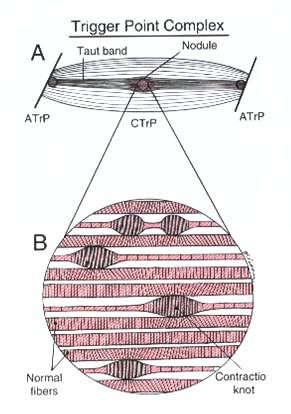 Trigger Point Complex
A
Taut band
Nodule
ATrP
CTrP
ATrP
B
Normal
fibers
Contractio
knot